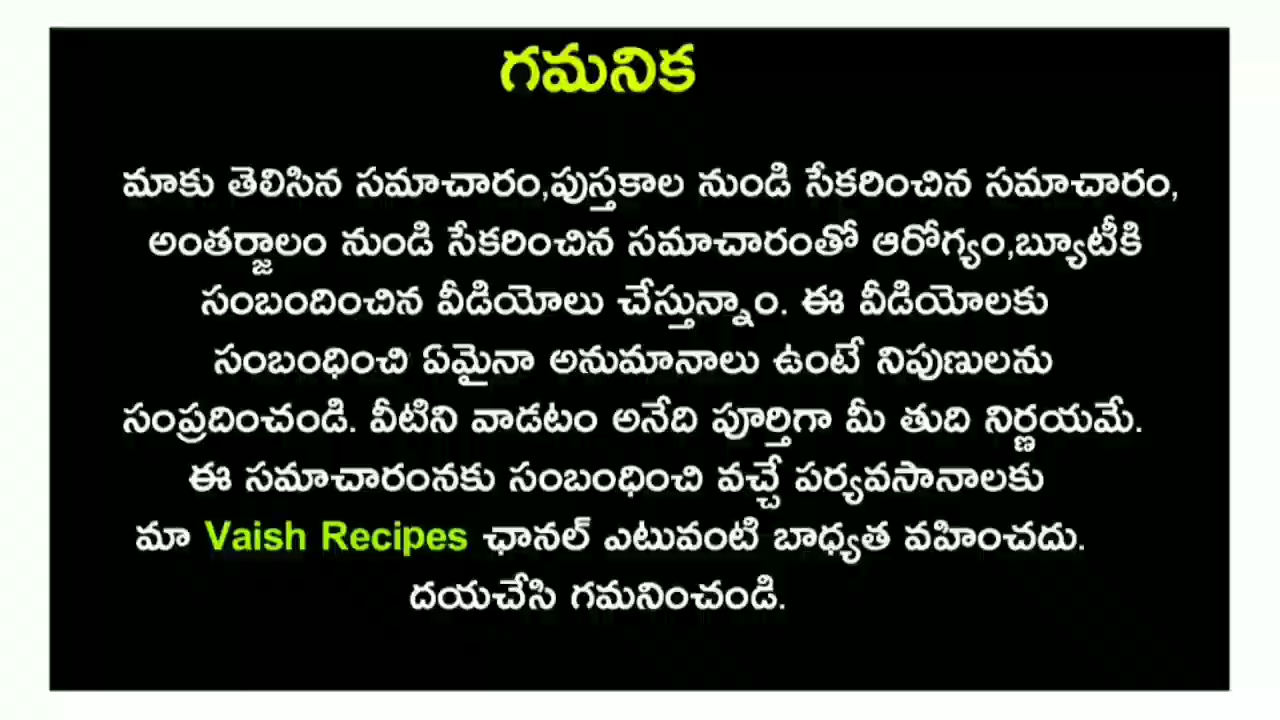 గమనిక
మాకు తెలిసిన సమాచారం,పుస్తకాల నుండి సేకరించిన సమాచారం,
అంతర్జాలం నుండి సేకరించిన సమాచారంతో ఆరోగ్యం,బ్యూటీకి
సంబందించిన వీడియోలు చేస్తున్నాం. ఈ వీడియోలకు
సంబంధించి ఏమైనా అనుమానాలు ఉంటే నిపుణులను
సంప్రదించండి. వీటిని వాడటం అనేది పూర్తిగా మీ తుది నిర్ణయమే.
ఈ సమాచారంనకు సంబంధించి వచ్చే పర్యవసానాలకు
మా Vaish Recipes ఛానల్ ఎటువంటి బాధ్యత వహించదు.
దయచేసి గమనించండి.